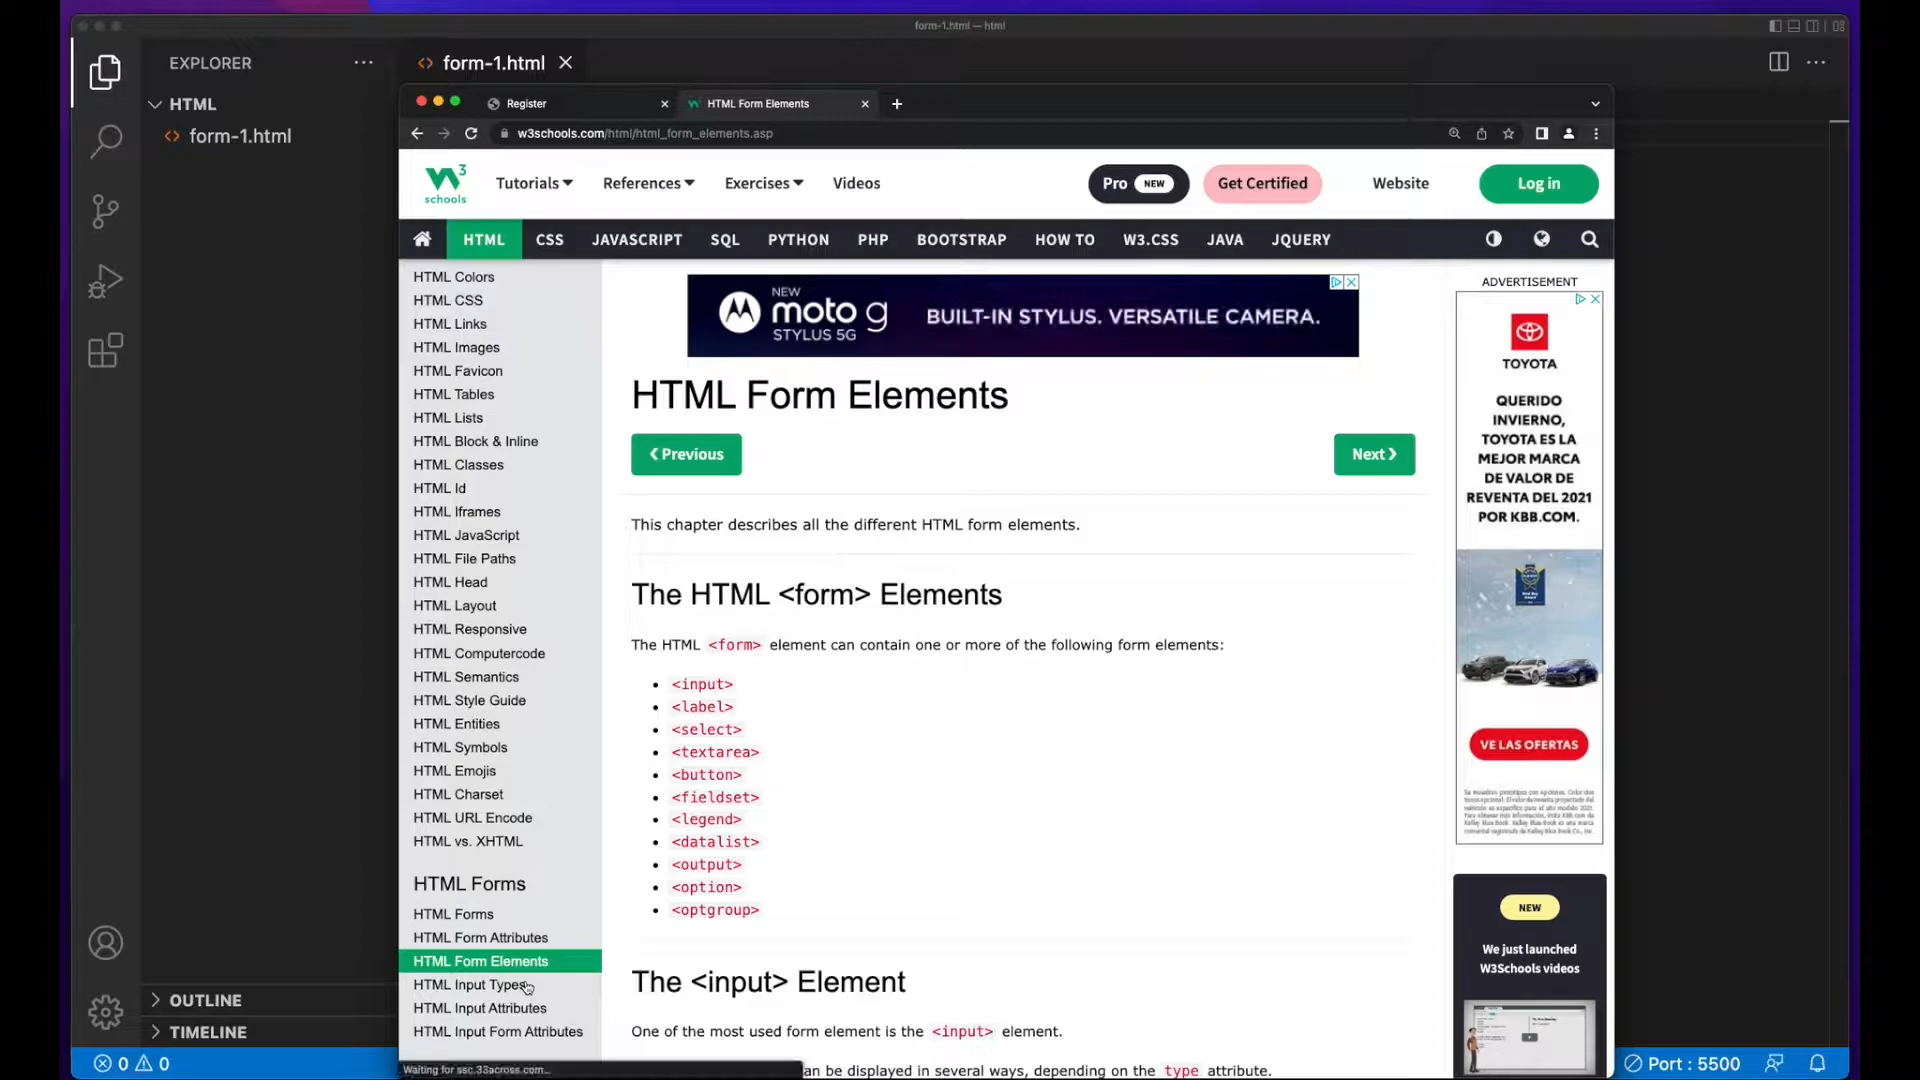 form-1.html — html
EXPLORER
form-1.html
HTML
form-1.html
Register
HTML Form Elements
w3schools.com/html/html_form_elements.asp
W3
schools
Tutorials
References
Exercises
Videos
Pro NEW
Get Certified
Website
Log in
HTML
CSS
JAVASCRIPT
SQL
PYTHON
PHP
BOOTSTRAP
HOW TO
W3.CSS
JAVA
JQUERY
HTML Colors
HTML CSS
HTML Links
HTML Images
HTML Favicon
HTML Tables
HTML Lists
HTML Block & Inline
HTML Classes
HTML Id
HTML Iframes
HTML JavaScript
HTML File Paths
HTML Head
HTML Layout
HTML Responsive
HTML Computercode
HTML Semantics
HTML Style Guide
HTML Entities
HTML Symbols
HTML Emojis
HTML Charset
HTML URL Encode
HTML vs. XHTML
HTML Forms
HTML Forms
HTML Form Attributes
HTML Form Elements
HTML Input Types
HTML Input Attributes
HTML Input Form Attributes
NEW
moto g
STYLUS 5G
BUILT-IN STYLUS. VERSATILE CAMERA.
HTML Form Elements
❮ Previous
Next ❯
This chapter describes all the different HTML form elements.
The HTML <form> Elements
The HTML <form> element can contain one or more of the following form elements:
<input>
<label>
<select>
<textarea>
<button>
<fieldset>
<legend>
<datalist>
<output>
<option>
<optgroup>
The <input> Element
One of the most used form element is the <input> element.
an be displayed in several ways, depending on the type attribute.
ADVERTISEMENT
TOYOTA
QUERIDO
INVIERNO,
TOYOTA ES LA
MEJOR MARCA
DE VALOR DE
REVENTA DEL 2021
POR KBB.COM.
VE LAS OFERTAS
NEW
We just launched
W3Schools videos
OUTLINE
TIMELINE
0 0
Waiting for ssc.33across.com...
Port : 5500